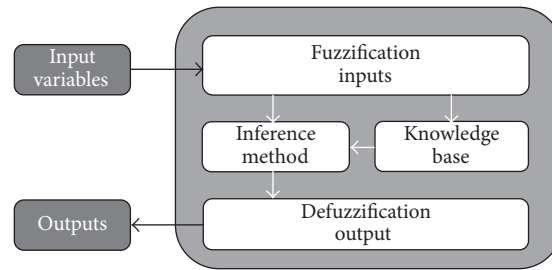 Input
variables
Fuzzification
inputs
Inference
method
Knowledge
base
Outputs
Defuzzification
output